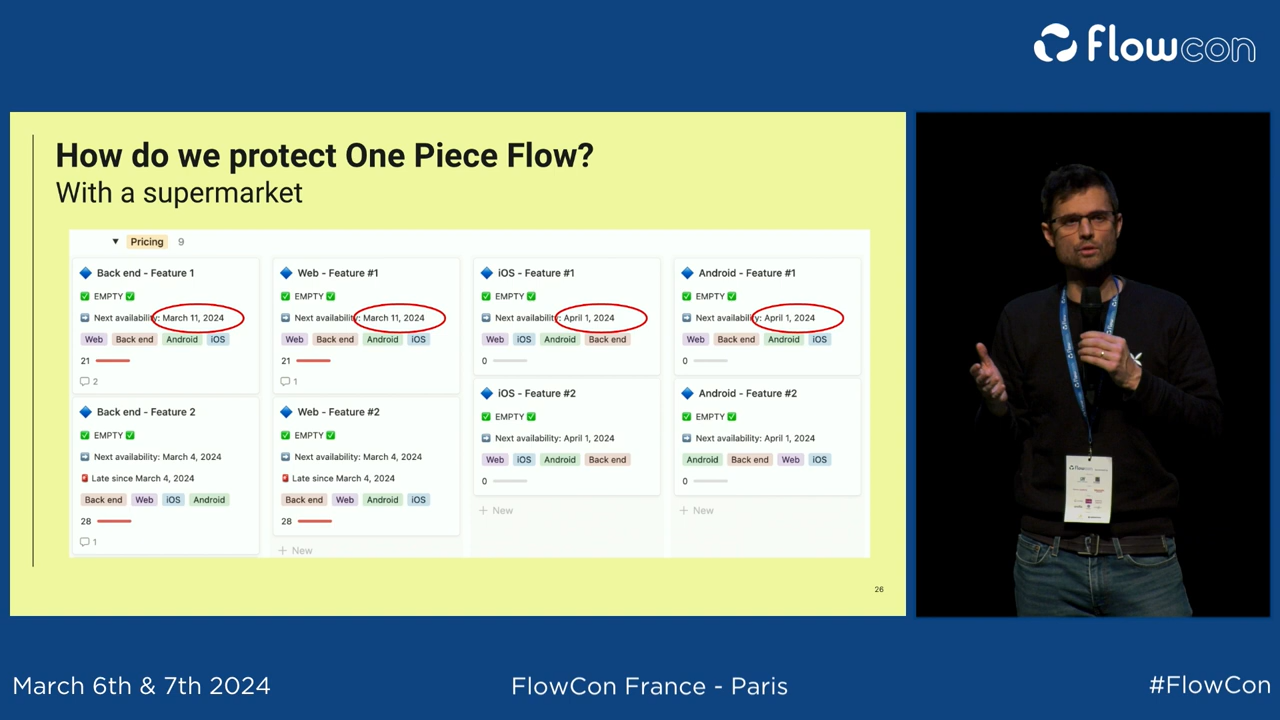 flowcon
How do we protect One Piece Flow?
With a supermarket
▼ Pricing 9
Back end - Feature 1
✅ EMPTY ✅
➡️ Next availability: March 11, 2024
Web Back end Android iOS
21
2
Back end - Feature 2
✅ EMPTY ✅
➡️ Next availability: March 4, 2024
🚨 Late since March 4, 2024
Back end Web iOS Android
28
1
Web - Feature #1
✅ EMPTY ✅
➡️ Next availability: March 11, 2024
Web Back end Android iOS
21
1
Web - Feature #2
✅ EMPTY ✅
➡️ Next availability: March 4, 2024
🚨 Late since March 4, 2024
Back end Web Android iOS
28
+ New
iOS - Feature #1
✅ EMPTY ✅
➡️ Next availability: April 1, 2024
Web iOS Android Back end
0
iOS - Feature #2
✅ EMPTY ✅
➡️ Next availability: April 1, 2024
Web iOS Android Back end
0
+ New
Android - Feature #1
✅ EMPTY ✅
➡️ Next availability: April 1, 2024
Web Back end Android iOS
0
Android - Feature #2
✅ EMPTY ✅
➡️ Next availability: April 1, 2024
Android Back end Web iOS
0
+ New
26
March 6th & 7th 2024
FlowCon France - Paris
#FlowCon